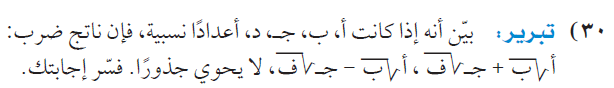 ٣٠) تبرير: بيّن أنه إذا كانت أ، ب، جـ، د، أعدادًا نسبية، فإن ناتج ضرب:
أ√ب + جـ√ف ، أ√ب − جـ√ف، لا يحوي جذورًا. فسّر إجابتك.